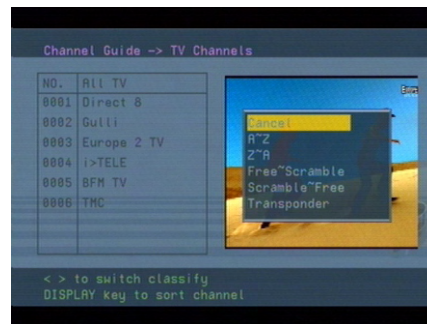 Channel Guide -> TV Channels
NO. All TV
0001 Direct 8
0002 Gulli
0003 Europe 2 TV
0004 i>TELE
0005 BFM TV
0006 TMC
Cancel
A~Z
Z~A
Free~Scramble
Scramble~Free
Transponder
< > to switch classify
DISPLAY key to sort channel